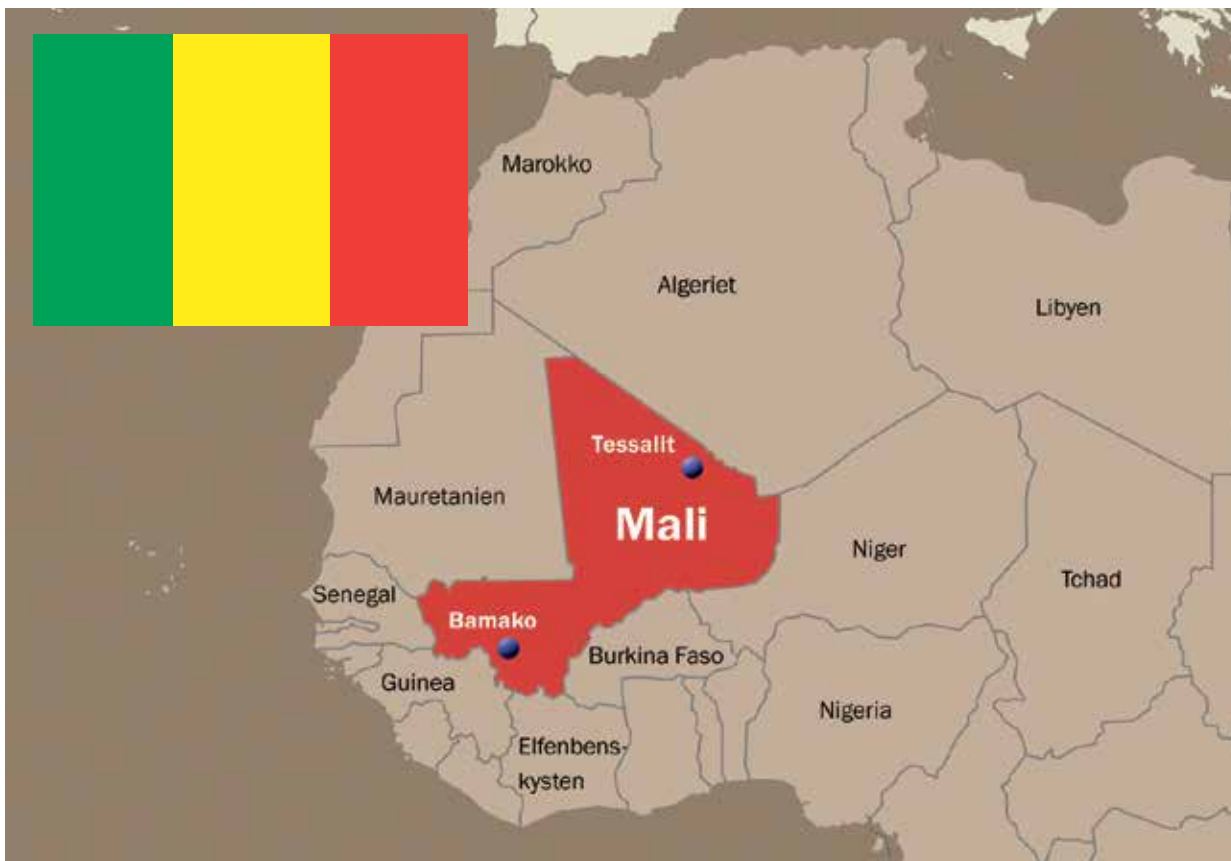 Marokko
Algeriet
Libyen
Tessalit
Mauretanien
Mali
Niger
Tchad
Senegal
Bamako
Burkina Faso
Guinea
Nigeria
Elfenbens-
kysten